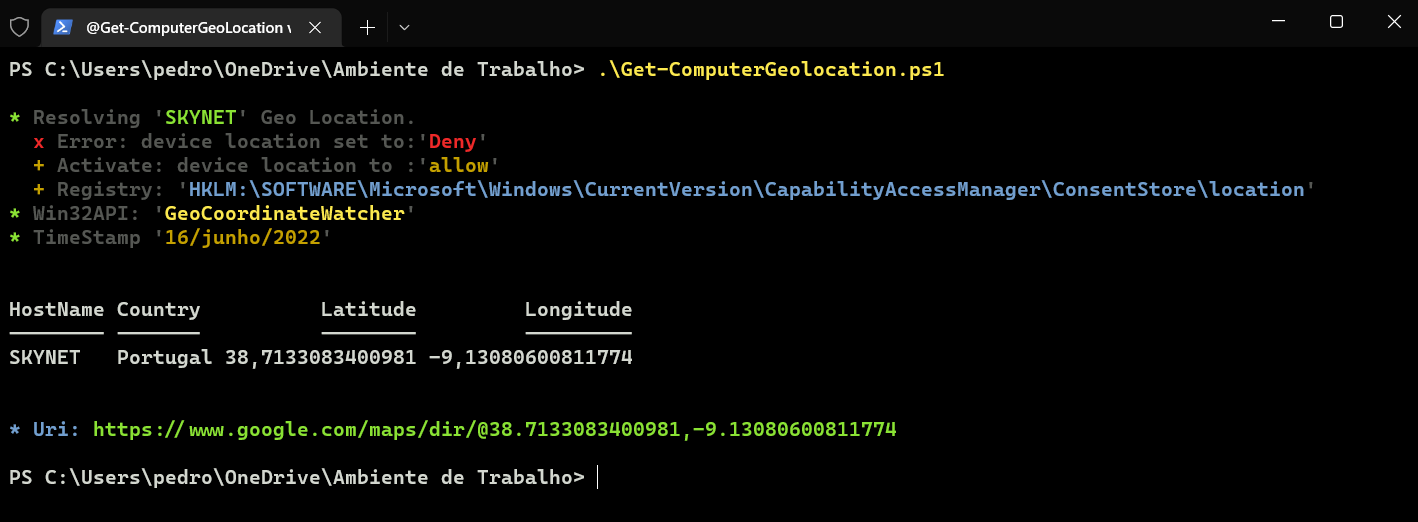 @Get-ComputerGeoLocation v
PS C:\Users\pedro\OneDrive\Ambiente de Trabalho> .\Get-ComputerGeolocation.ps1
* Resolving 'SKYNET' Geo Location.
x Error: device location set to:'Deny'
+ Activate: device location to :'allow'
+ Registry: 'HKLM:\SOFTWARE\Microsoft\Windows\CurrentVersion\CapabilityAccessManager\ConsentStore\location'
* Win32API: 'GeoCoordinateWatcher'
* TimeStamp '16/junho/2022'
HostName Country          Latitude         Longitude
-------- -------          --------         ---------
SKYNET   Portugal 38,7133083400981 -9,13080600811774
* Uri: https://www.google.com/maps/dir/@38.7133083400981,-9.13080600811774
PS C:\Users\pedro\OneDrive\Ambiente de Trabalho>